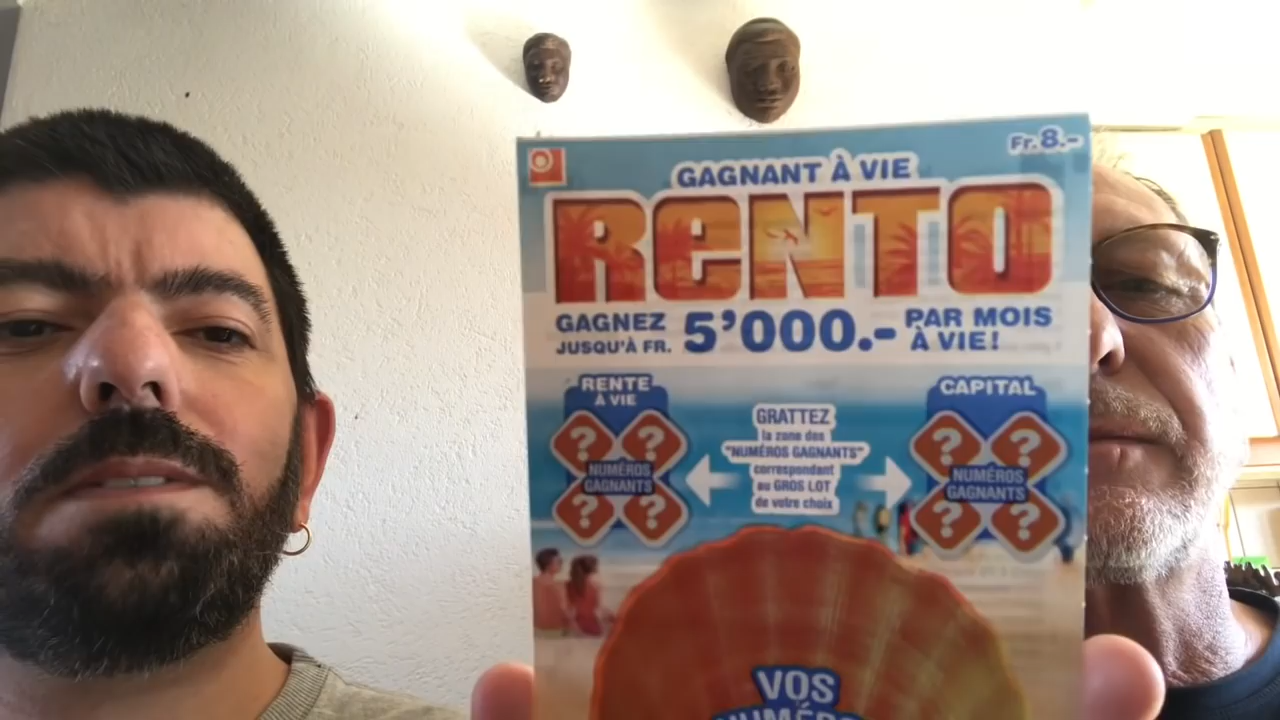 Fr. 8.-
GAGNANT À VIE
RENTO
GAGNEZ
JUSQU'À FR.
5'000.-
PAR MOIS
À VIE!
RENTE
À VIE
? ?
NUMÉROS
GAGNANTS
? ?
GRATTEZ
la zone des
"NUMÉROS GAGNANTS"
correspondant
au GROS LOT
de votre choix
CAPITAL
? ?
NUMÉROS
GAGNANTS
? ?
VOS
NUMÉRO